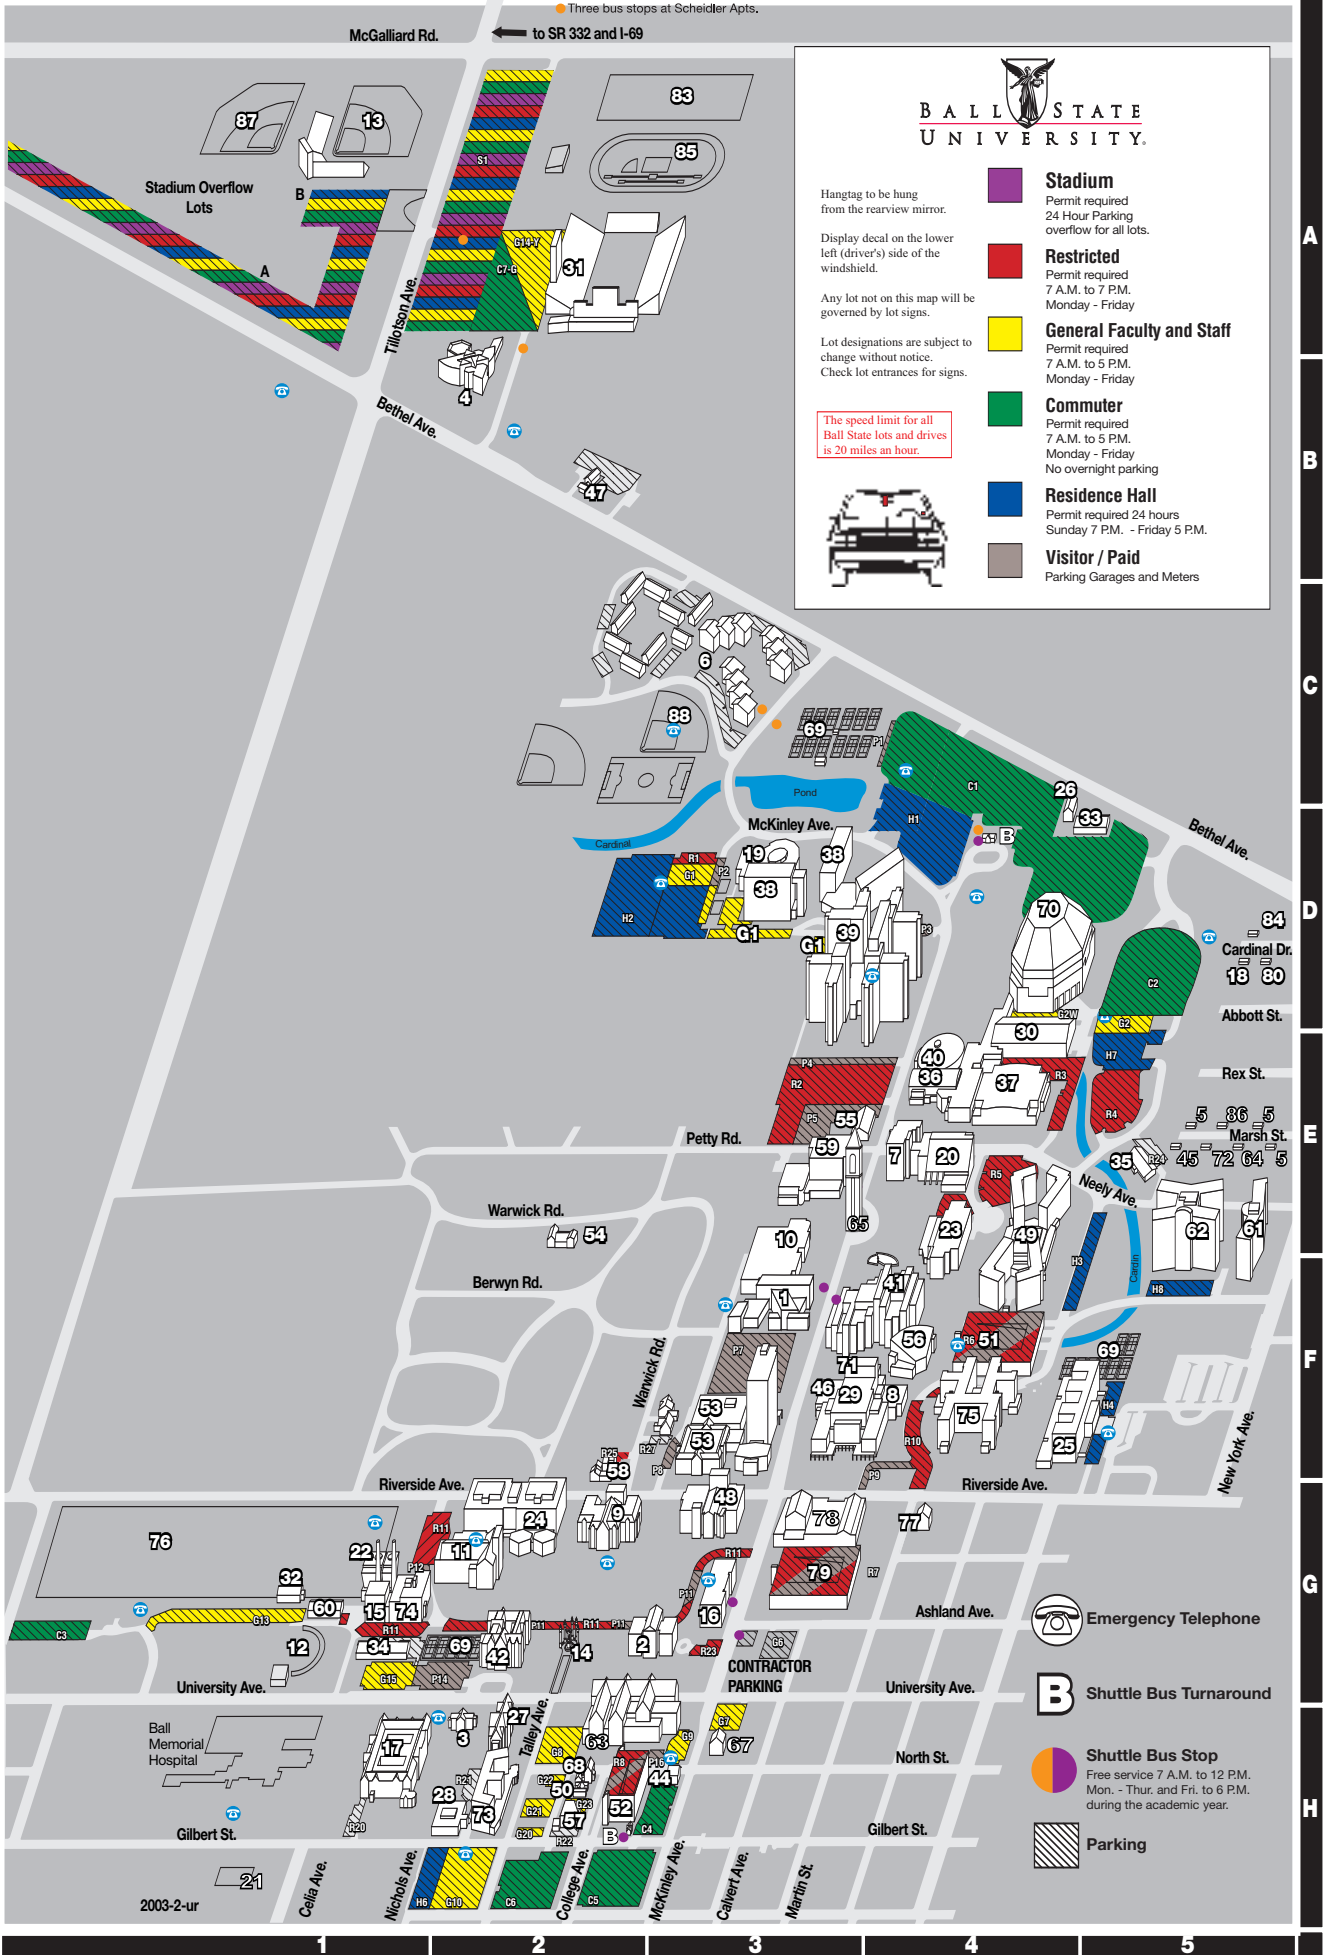 Three bus stops at Scheidler Apts.
McGalliard Rd.
to SR 332 and I-69
BALL STATE
UNIVERSITY.
Hangtag to be hung
from the rearview mirror.
Display decal on the lower
left (driver's) side of the
windshield.
Any lot not on this map will be
governed by lot signs.
Lot designations are subject to
change without notice.
Check lot entrances for signs.
The speed limit for all
Ball State lots and drives
is 20 miles an hour.
Stadium
Permit required
24 Hour Parking
overflow for all lots.
Restricted
Permit required
7 A.M. to 7 P.M.
Monday - Friday
General Faculty and Staff
Permit required
7 A.M. to 5 P.M.
Monday - Friday
Commuter
Permit required
7 A.M. to 5 P.M.
Monday - Friday
No overnight parking
Residence Hall
Permit required 24 hours
Sunday 7 P.M. - Friday 5 P.M.
Visitor / Paid
Parking Garages and Meters
87
13
83
85
S1
Stadium Overflow
Lots
B
A
G14-Y
C7-G
31
Tillotson Ave.
4
Bethel Ave.
47
A
B
C
D
E
F
G
H
6
88
69
P1
C1
26
33
Pond
H1
B
Bethel Ave.
McKinley Ave.
Cardinal
R1
G1
P2
19
38
38
H2
G1
G1
39
P3
70
84
Cardinal Dr.
18
80
C2
Abbott St.
G2W
G2
30
H7
Rex St.
40
36
37
R3
R4
P4
R2
P5
55
5
86
5
Marsh St.
45
72
64
5
35
R24
Petty Rd.
59
7
20
R5
Neely Ave.
Warwick Rd.
54
65
23
49
62
61
10
H3
Cardin
H8
Berwyn Rd.
1
41
56
R6
51
69
P7
71
46
29
8
75
H4
25
Warwick Rd.
53
53
R27
P8
R25
58
R10
P9
New York Ave.
Riverside Ave.
Riverside Ave.
76
24
9
48
78
77
22
R11
11
P12
R11
79
R7
32
60
15
74
P11
16
Ashland Ave.
C3
G13
R11
P11
R11
P11
12
34
69
42
14
2
R23
G6
CONTRACTOR
PARKING
G15
P14
University Ave.
University Ave.
Emergency Telephone
B
Shuttle Bus Turnaround
Shuttle Bus Stop
Free service 7 A.M. to 12 P.M.
Mon. - Thur. and Fri. to 6 P.M.
during the academic year.
Parking
Ball
Memorial
Hospital
17
3
27
Talley Ave.
63
G8
G9
G7
67
North St.
R8
P16
68
44
G22
50
R21
28
73
G21
G23
57
52
R20
G20
R22
B
C4
Gilbert St.
Gilbert St.
21
2003-2-ur
Celia Ave.
Nichols Ave.
H6
G10
C6
College Ave.
C5
McKinley Ave.
Calvert Ave.
Martin St.
1
2
3
4
5